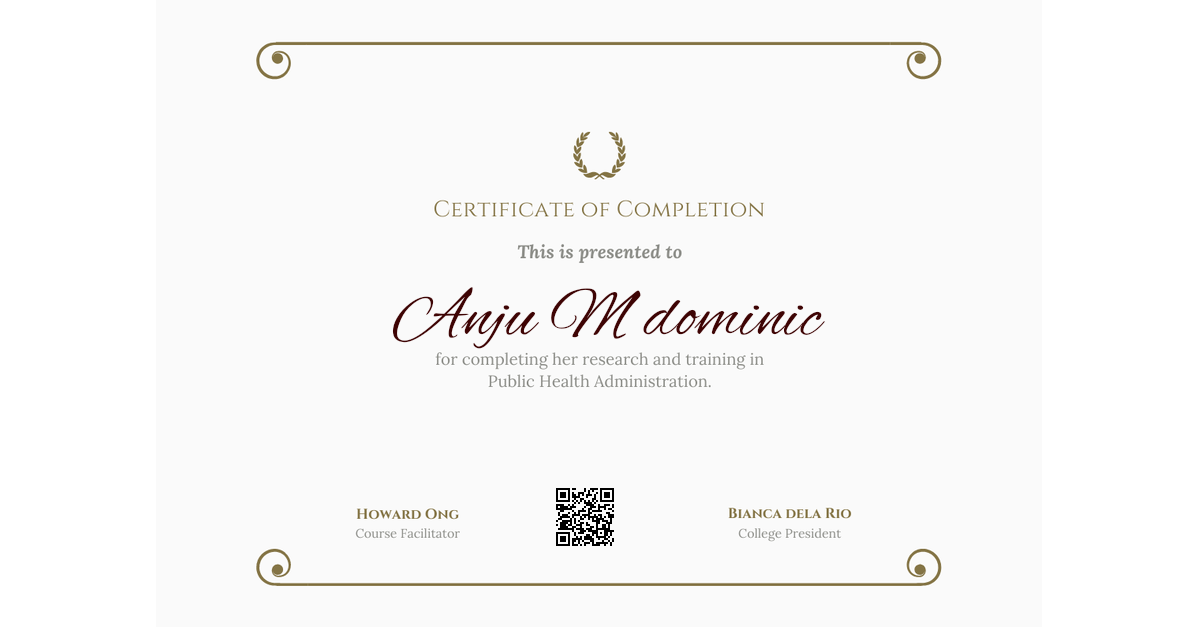 Certificate of Completion
This is presented to
Anju M dominic
for completing her research and training in
Public Health Administration.
Howard Ong
Course Facilitator
Bianca dela Rio
College President